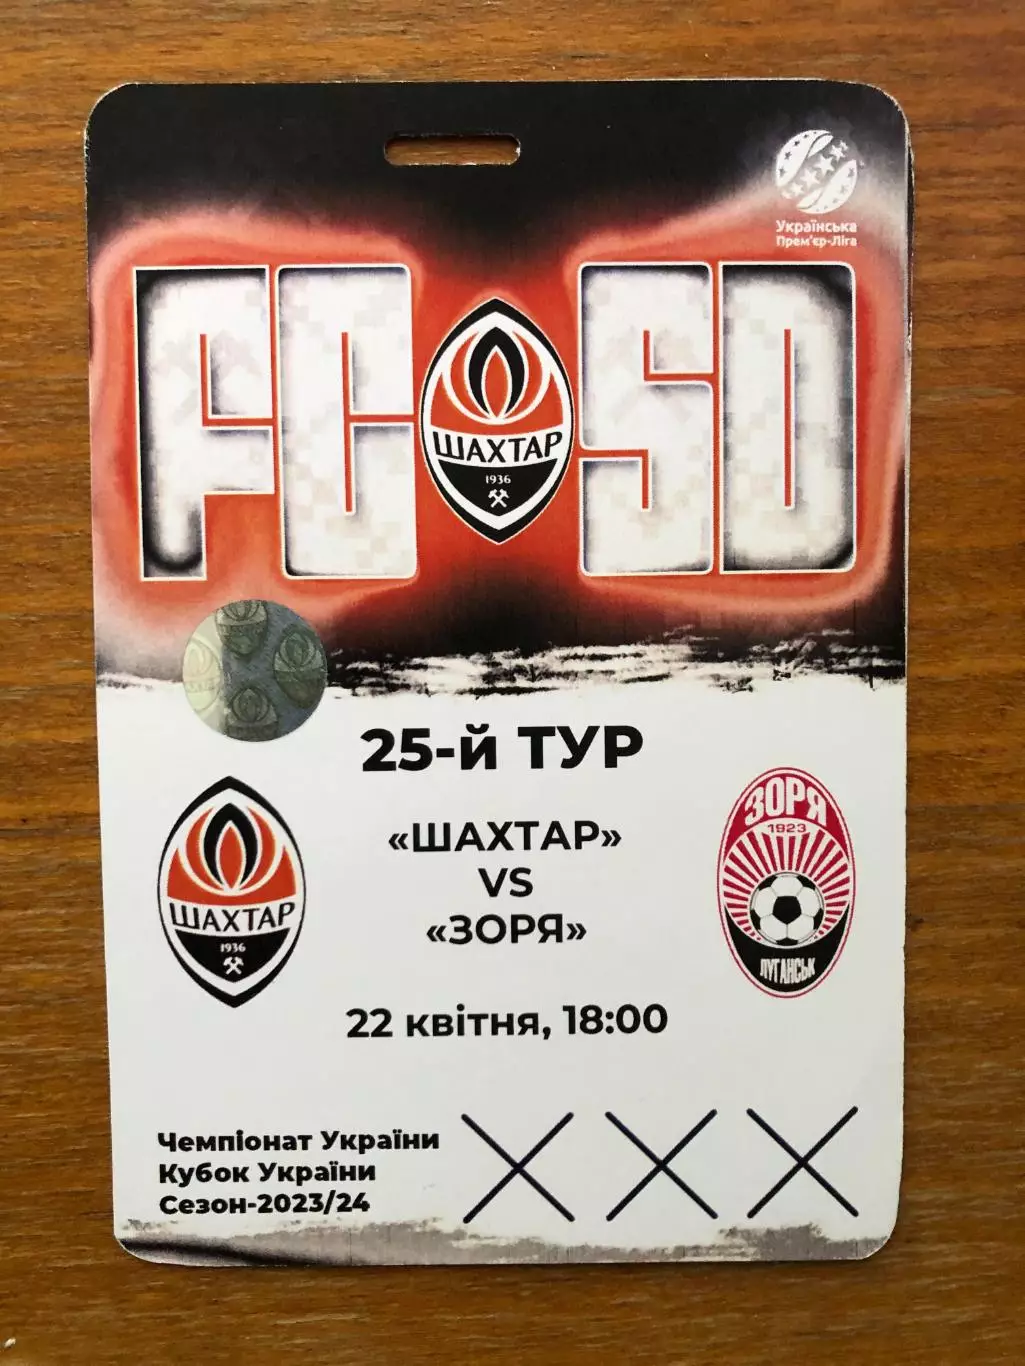 Українська
Прем'єр-Ліга
FC SD
ШАХТАР
1936
25-й ТУР
«ШАХТАР»
VS
«ЗОРЯ»
ШАХТАР
1936
ЗОРЯ
1923
ЛУГАНСЬК
22 квітня, 18:00
Чемпіонат України
Кубок України
Сезон-2023/24